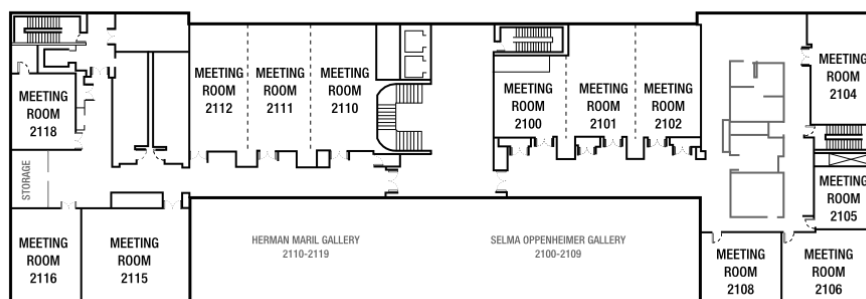 MEETING
ROOM
2112
MEETING
ROOM
2111
MEETING
ROOM
2110
MEETING
ROOM
2100
MEETING
ROOM
2101
MEETING
ROOM
2102
MEETING
ROOM
2104
MEETING
ROOM
2118
STORAGE
MEETING
ROOM
2105
MEETING
ROOM
2116
MEETING
ROOM
2115
HERMAN MARIL GALLERY
2110-2119
SELMA OPPENHEIMER GALLERY
2100-2109
MEETING
ROOM
2108
MEETING
ROOM
2106